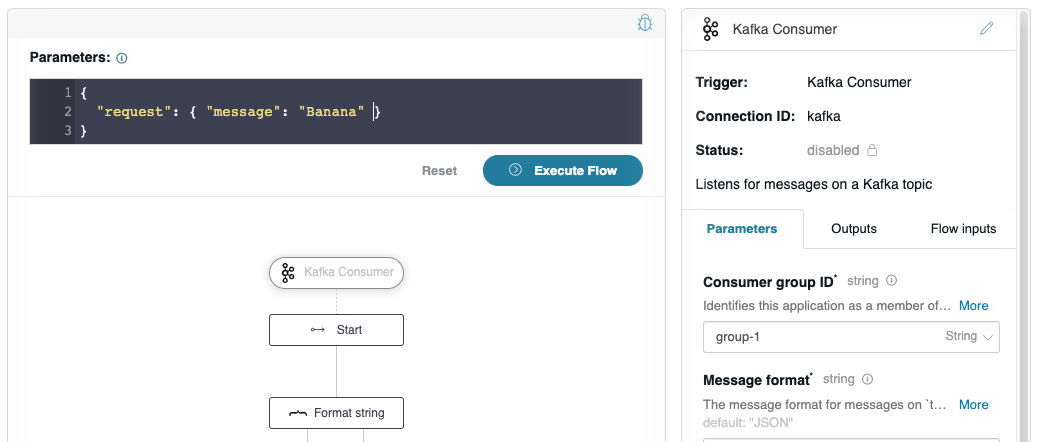 Parameters:
1 {
2 "request": { "message": "Banana" }
3 }
Reset
Execute Flow
Kafka Consumer
Start
Format string
Kafka Consumer
Trigger: Kafka Consumer
Connection ID: kafka
Status: disabled
Listens for messages on a Kafka topic
Parameters Outputs Flow inputs
Consumer group ID* string
Identifies this application as a member of... More
group-1 String
Message format* string
The message format for messages on `t... More
default: "JSON"